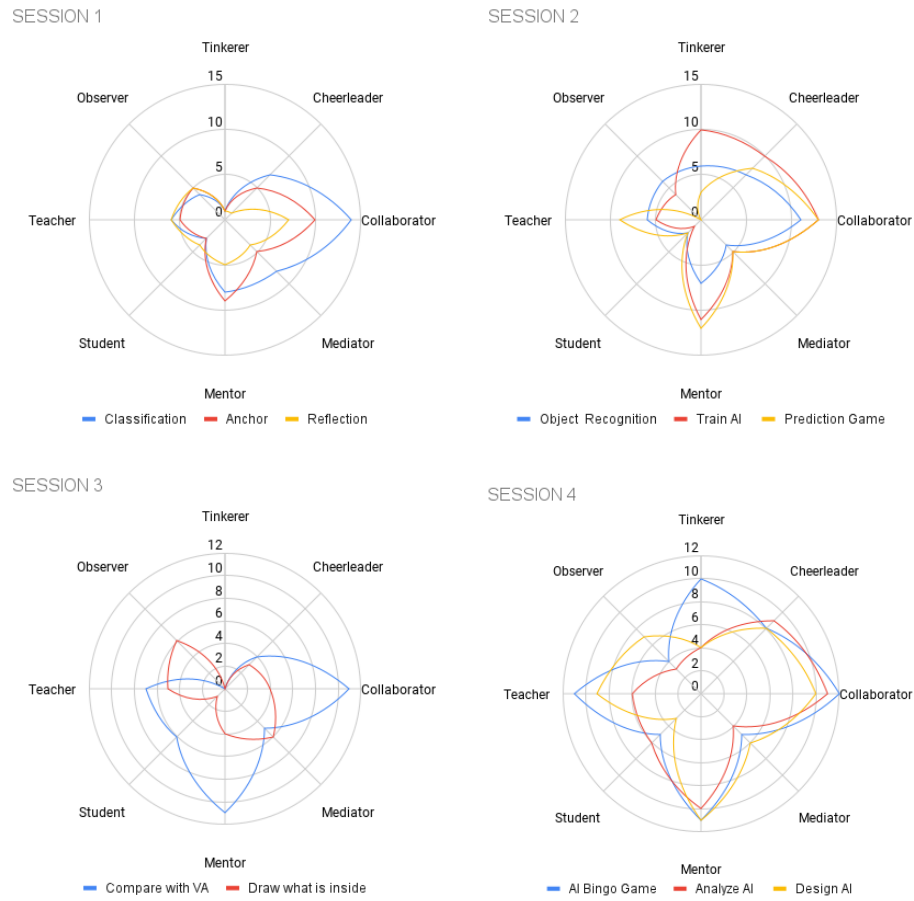 SESSION 1
Tinkerer
15
Observer
Cheerleader
10
5
0
Teacher
Collaborator
Student
Mediator
Mentor
Classification Anchor Reflection
SESSION 2
Tinkerer
15
Observer
Cheerleader
10
5
0
Teacher
Collaborator
Student
Mediator
Mentor
Object Recognition Train AI Prediction Game
SESSION 3
Tinkerer
12
Observer
Cheerleader
10
8
6
4
2
0
Teacher
Collaborator
Student
Mediator
Mentor
Compare with VA Draw what is inside
SESSION 4
Tinkerer
12
Observer
Cheerleader
10
8
6
4
2
0
Teacher
Collaborator
Student
Mediator
Mentor
AI Bingo Game Analyze AI Design AI